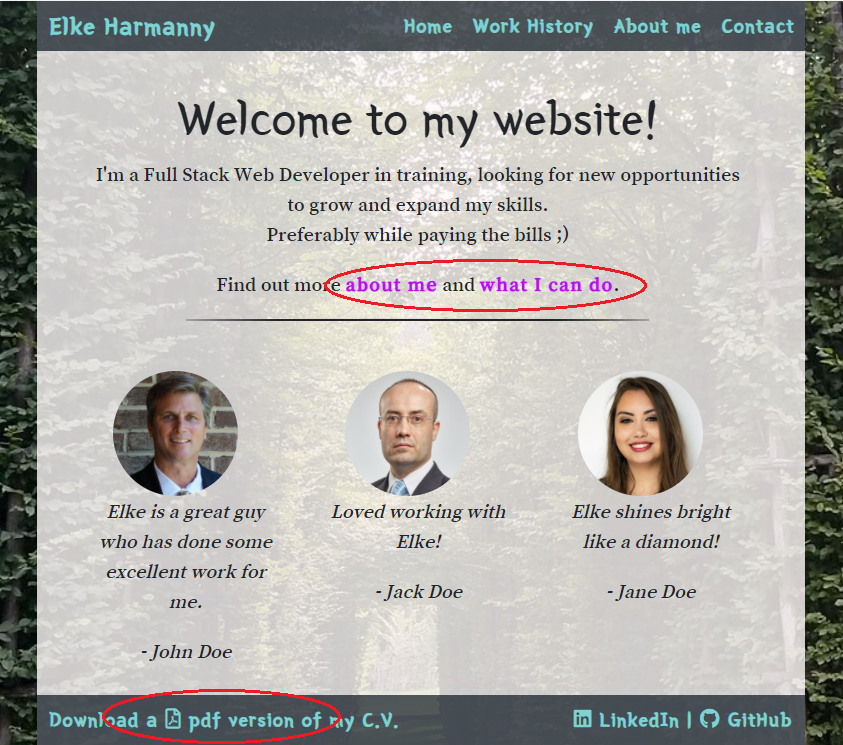 Elke Harmanny
Home Work History About me Contact
Welcome to my website!
I'm a Full Stack Web Developer in training, looking for new opportunities
to grow and expand my skills.
Preferably while paying the bills ;)
Find out more about me and what I can do.
Elke is a great guy
who has done some
excellent work for
me.
- John Doe
Loved working with
Elke!
- Jack Doe
Elke shines bright
like a diamond!
- Jane Doe
Download a pdf version of my C.V.
LinkedIn | GitHub